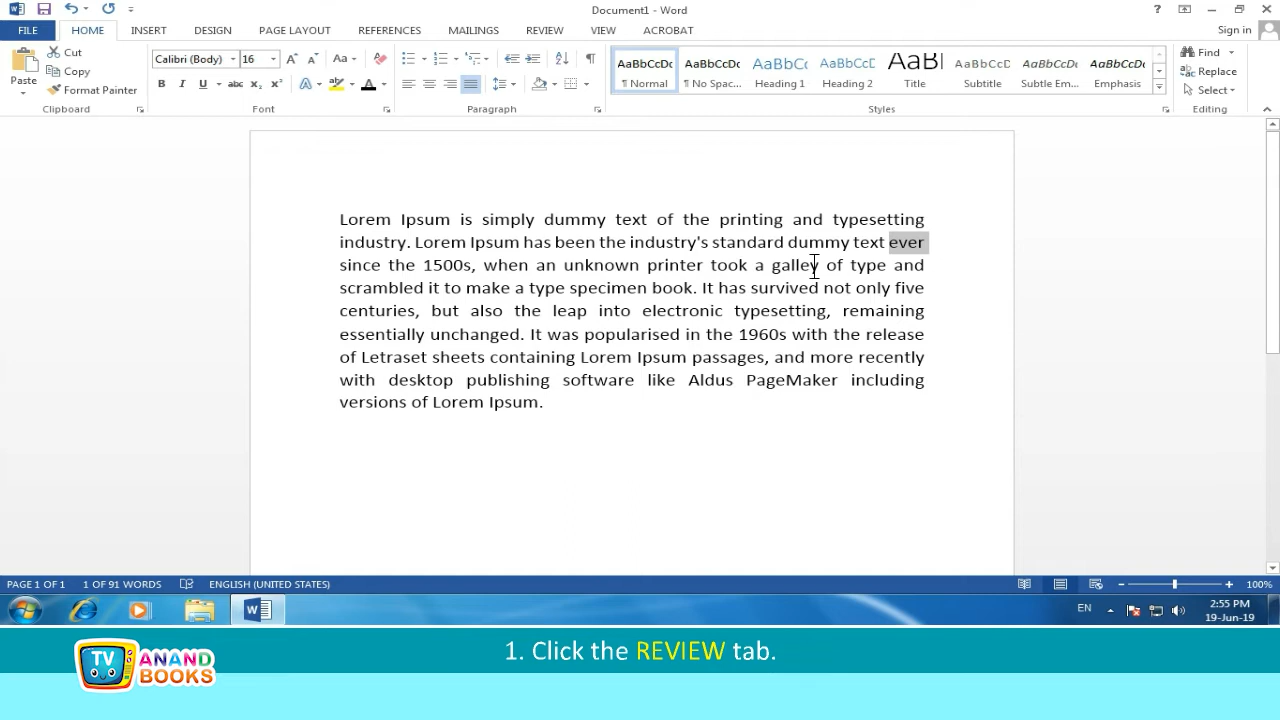 Document1 - Word
FILE HOME INSERT DESIGN PAGE LAYOUT REFERENCES MAILINGS REVIEW VIEW ACROBAT Sign in
Paste
Cut
Copy
Format Painter
Clipboard
Calibri (Body) 16
Font
Paragraph
AaBbCcDc AaBbCcDc AaBbCc AaBbCcC AaBbC AaBbCcD AaBbCcDc AaBbCcDc
¶ Normal ¶ No Spac... Heading 1 Heading 2 Title Subtitle Subtle Em... Emphasis
Styles
Find
Replace
Select
Editing
Lorem Ipsum is simply dummy text of the printing and typesetting
industry. Lorem Ipsum has been the industry's standard dummy text ever
since the 1500s, when an unknown printer took a galley of type and
scrambled it to make a type specimen book. It has survived not only five
centuries, but also the leap into electronic typesetting, remaining
essentially unchanged. It was popularised in the 1960s with the release
of Letraset sheets containing Lorem Ipsum passages, and more recently
with desktop publishing software like Aldus PageMaker including
versions of Lorem Ipsum.
PAGE 1 OF 1 1 OF 91 WORDS ENGLISH (UNITED STATES) 100%
EN 2:55 PM
19-Jun-19
1. Click the REVIEW tab.
TV ANAND
BOOKS